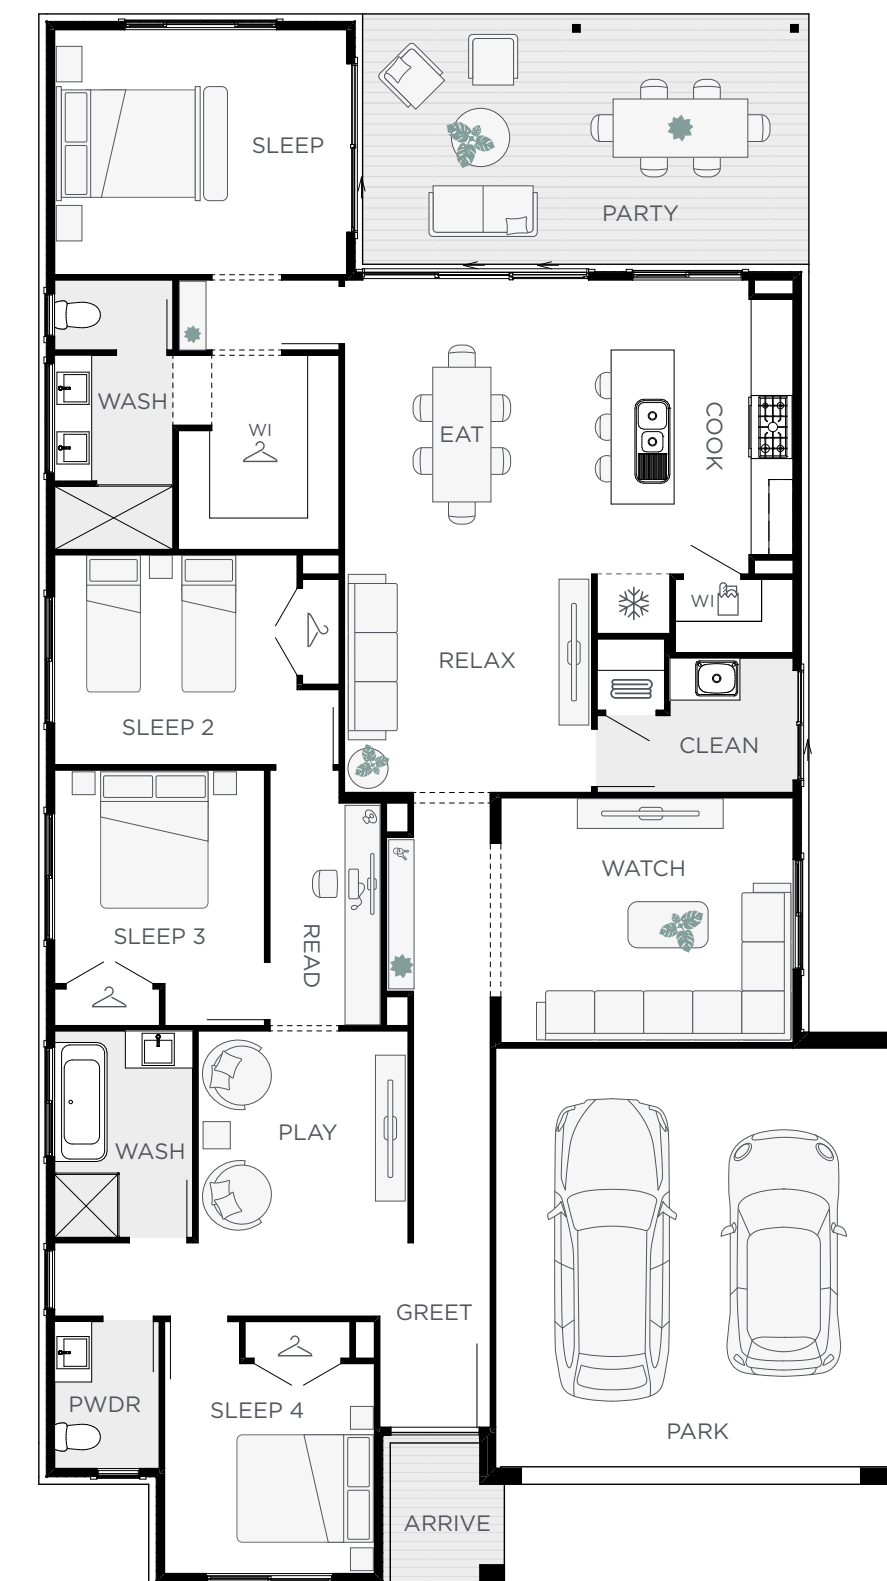 SLEEP
PARTY
WASH
WI
EAT
COOK
WI
RELAX
SLEEP 2
CLEAN
WATCH
SLEEP 3
READ
PLAY
WASH
GREET
PWDR
SLEEP 4
PARK
ARRIVE